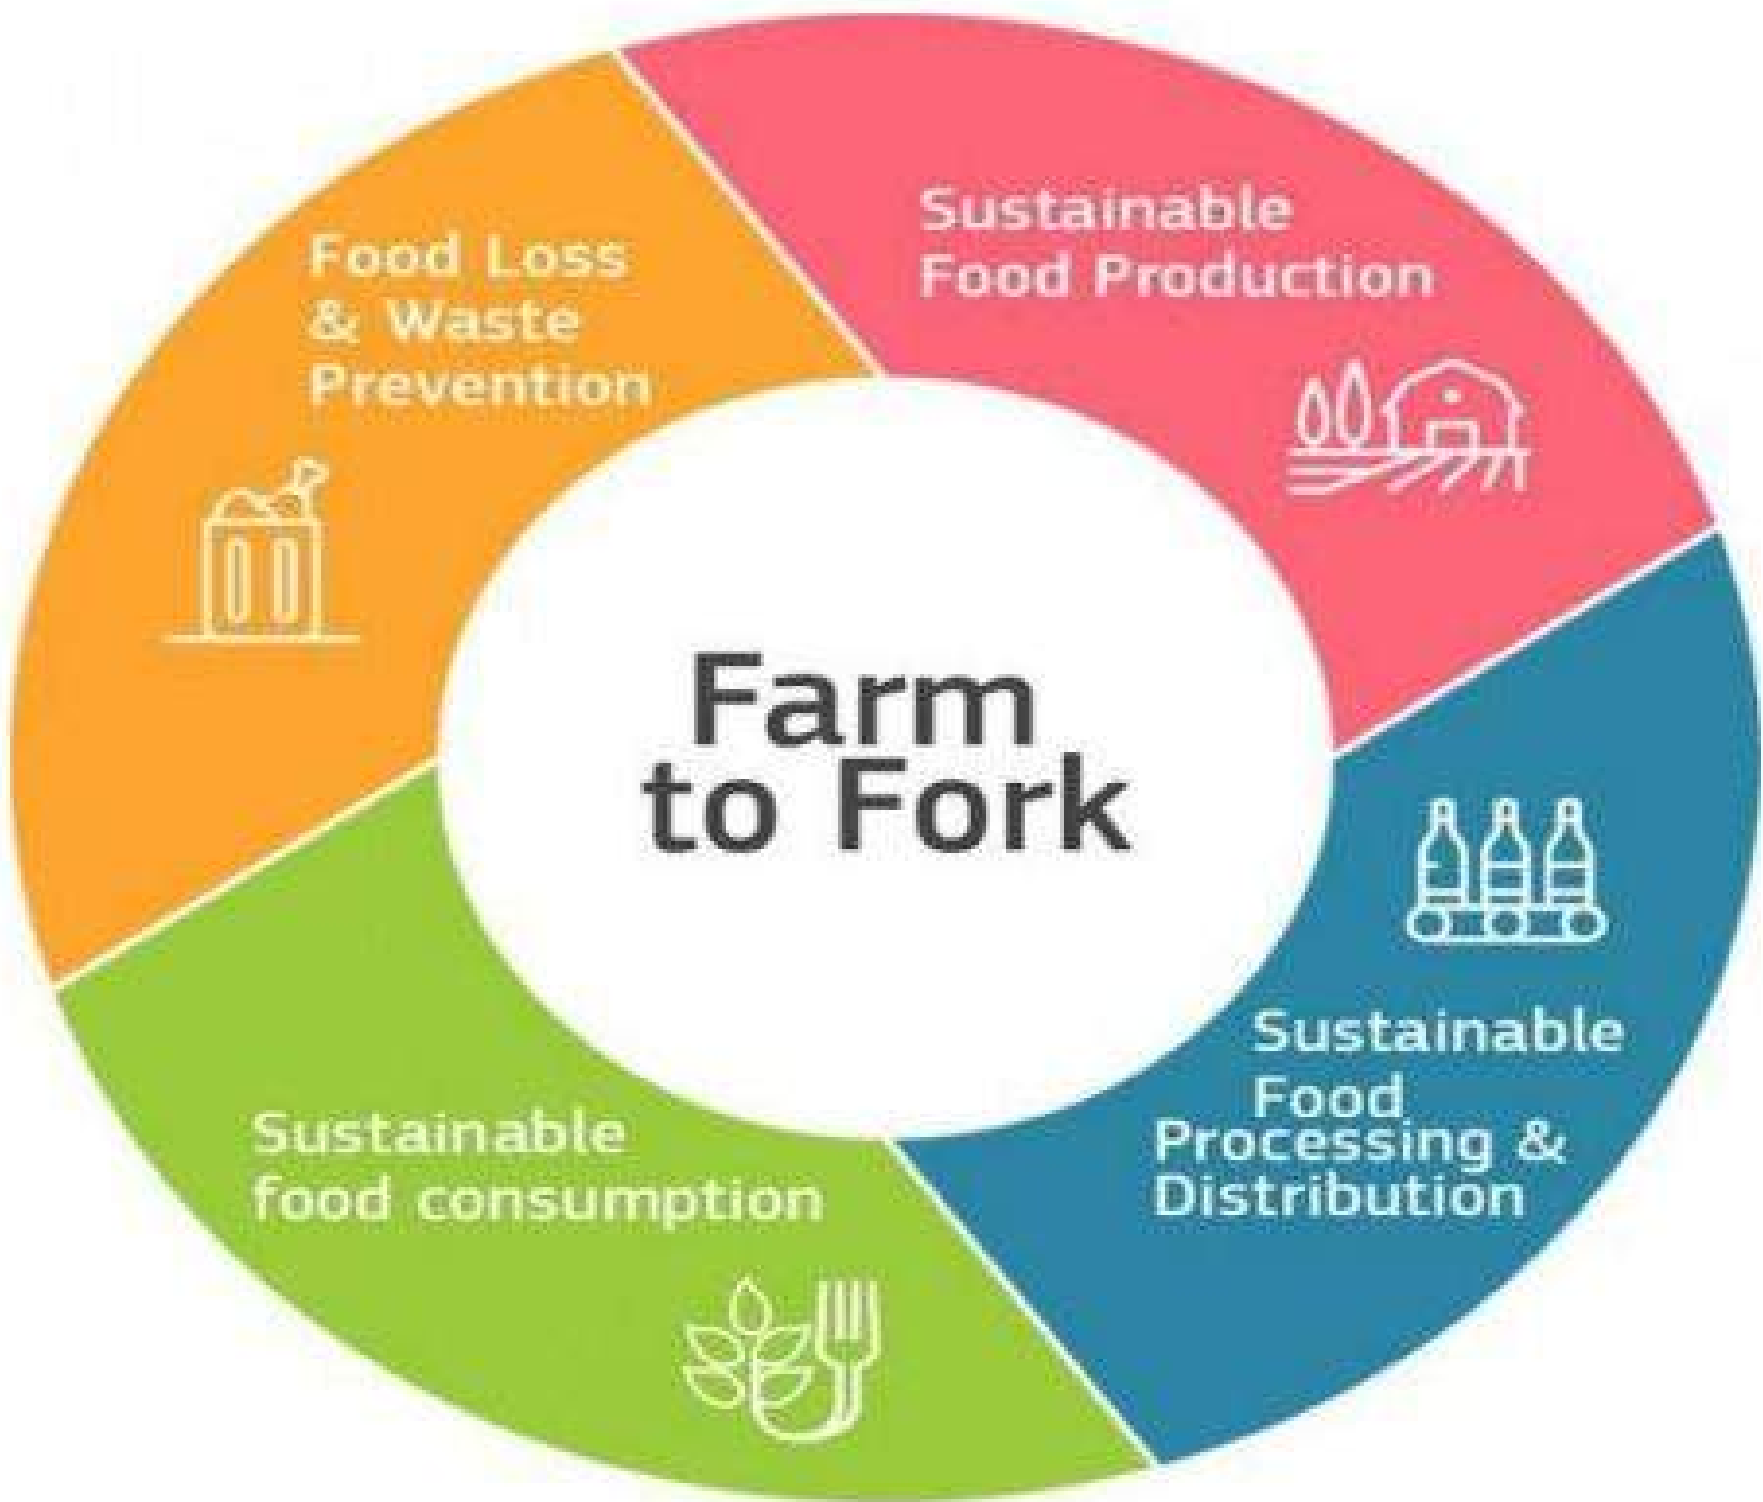 Food Loss
& Waste
Prevention
Sustainable
Food Production
Farm
to Fork
Sustainable
Food
Processing &
Distribution
Sustainable
food consumption